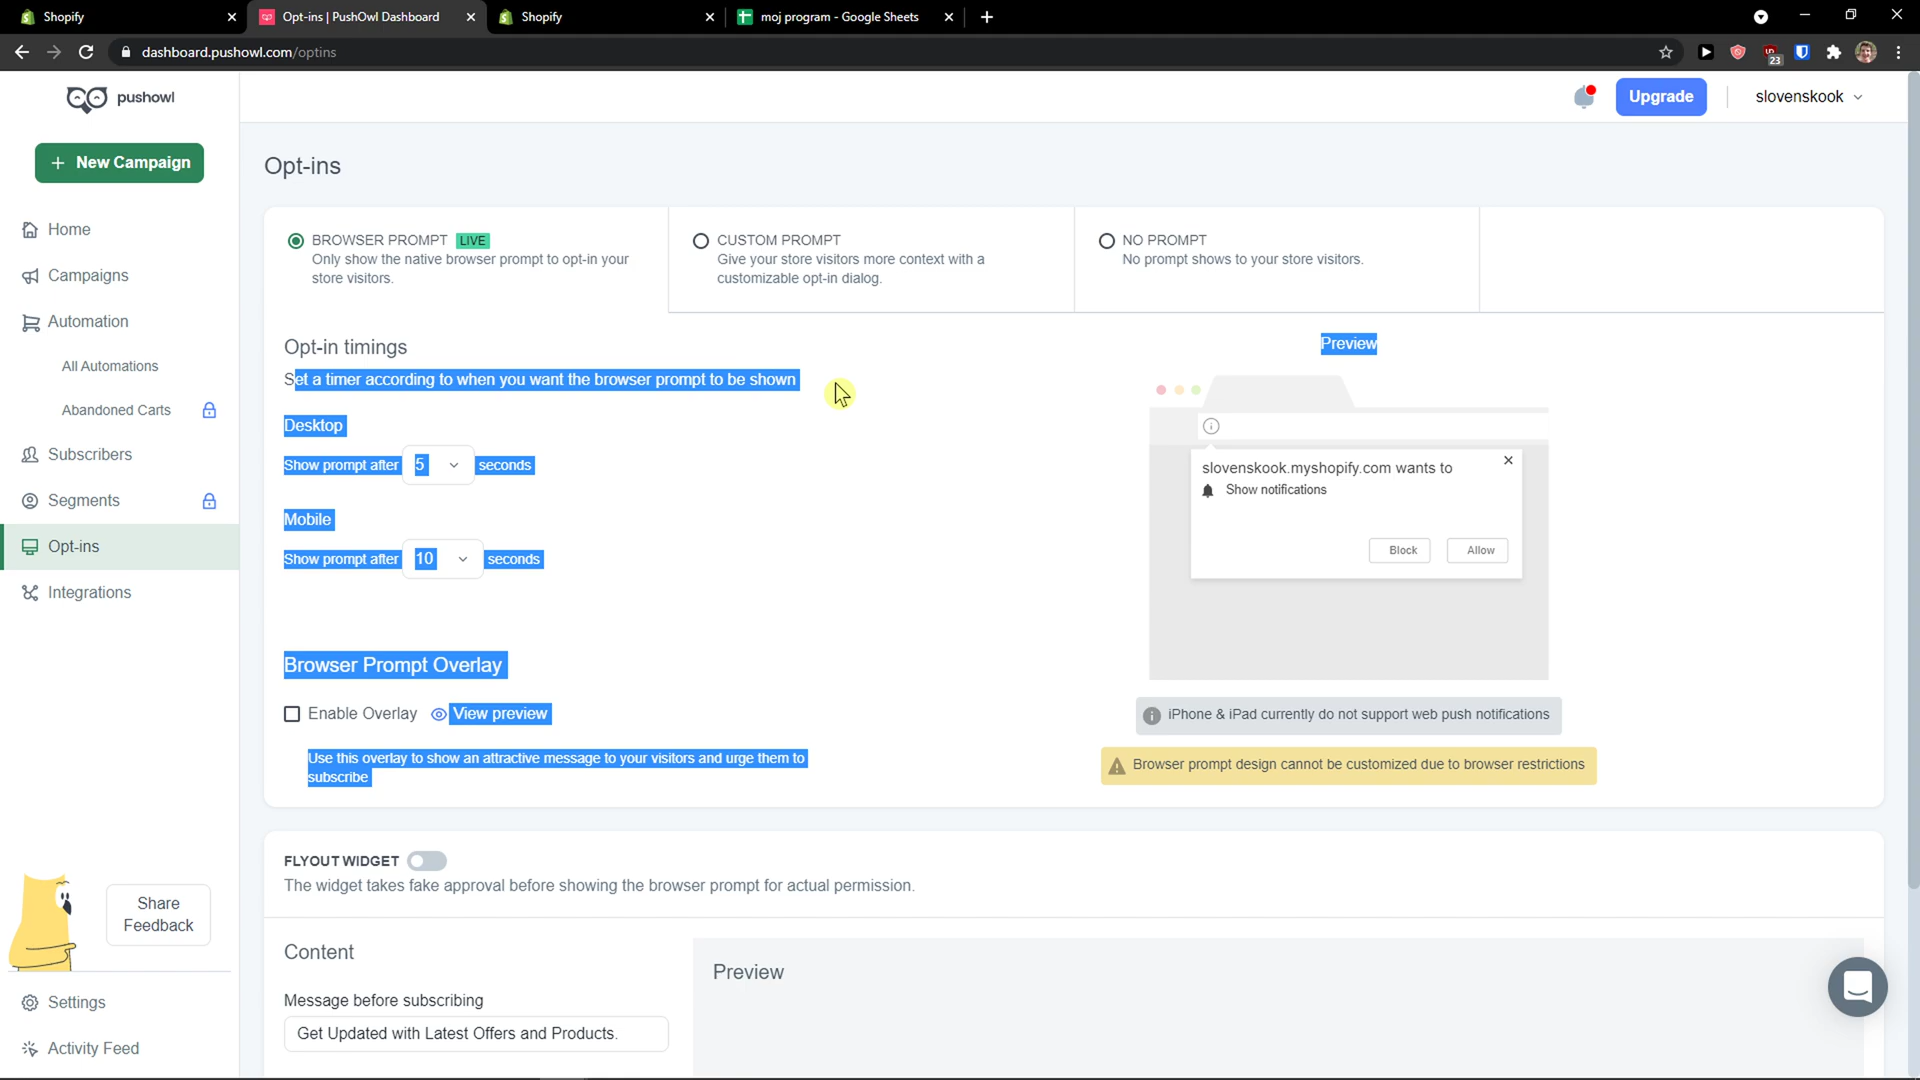 Shopify
Opt-ins | PushOwl Dashboard
Shopify
moj program - Google Sheets
dashboard.pushowl.com/optins
23
pushowl
Upgrade
slovenskook
+ New Campaign
Opt-ins
Home
Campaigns
Automation
All Automations
Abandoned Carts
Subscribers
Segments
Opt-ins
Integrations
Share
Feedback
Settings
Activity Feed
BROWSER PROMPT LIVE
Only show the native browser prompt to opt-in your
store visitors.
CUSTOM PROMPT
Give your store visitors more context with a
customizable opt-in dialog.
NO PROMPT
No prompt shows to your store visitors.
Opt-in timings
Set a timer according to when you want the browser prompt to be shown
Desktop
Show prompt after 5 seconds
Mobile
Show prompt after 10 seconds
Browser Prompt Overlay
Enable Overlay View preview
Use this overlay to show an attractive message to your visitors and urge them to
subscribe
Preview
slovenskook.myshopify.com wants to
Show notifications
Block Allow
iPhone & iPad currently do not support web push notifications
Browser prompt design cannot be customized due to browser restrictions
FLYOUT WIDGET
The widget takes fake approval before showing the browser prompt for actual permission.
Content
Message before subscribing
Get Updated with Latest Offers and Products.
Preview